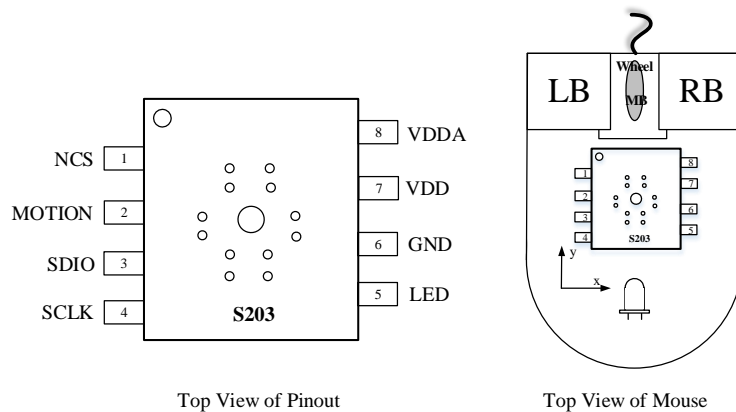 NCS
MOTION
SDIO
SCLK
1
2
3
4
S203
8
7
6
5
VDDA
VDD
GND
LED
Top View of Pinout
LB
Wheel
MB
RB
1
2
3
4
8
7
6
5
S203
y
x
Top View of Mouse